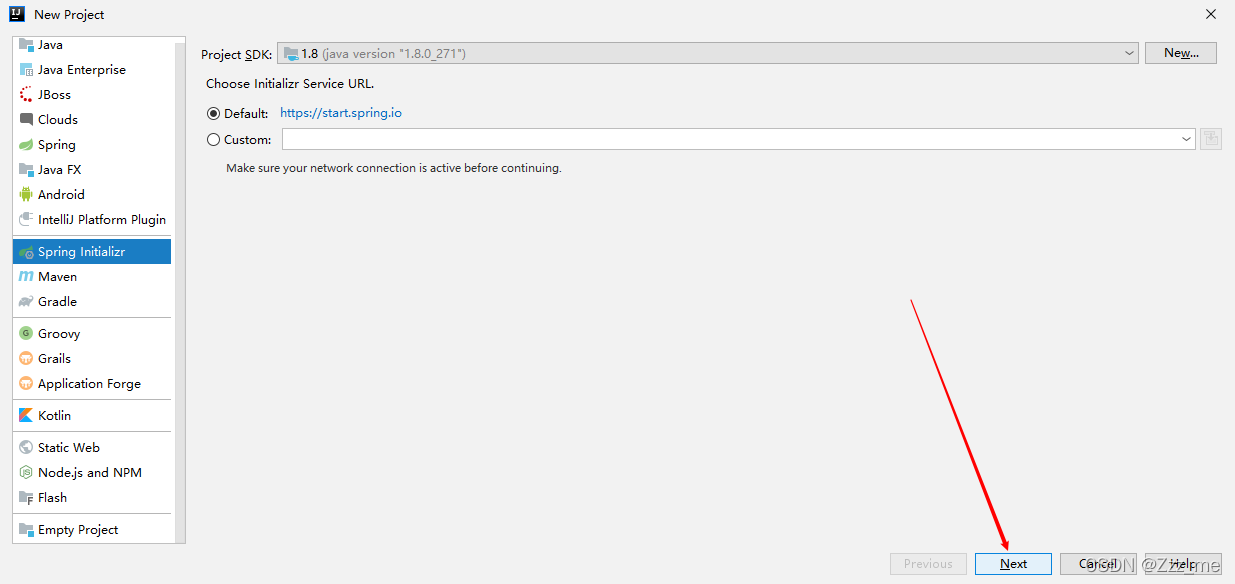 New Project
Java
Java Enterprise
JBoss
Clouds
Spring
Java FX
Android
IntelliJ Platform Plugin
Spring Initializr
Maven
Gradle
Groovy
Grails
Application Forge
Kotlin
Static Web
Node.js and NPM
Flash
Empty Project
Project SDK: 1.8 (java version "1.8.0_271") New...
Choose Initializr Service URL.
Default: https://start.spring.io
Custom:
Make sure your network connection is active before continuing.
Previous Next Cancel Help
CSDN @Zzz_me